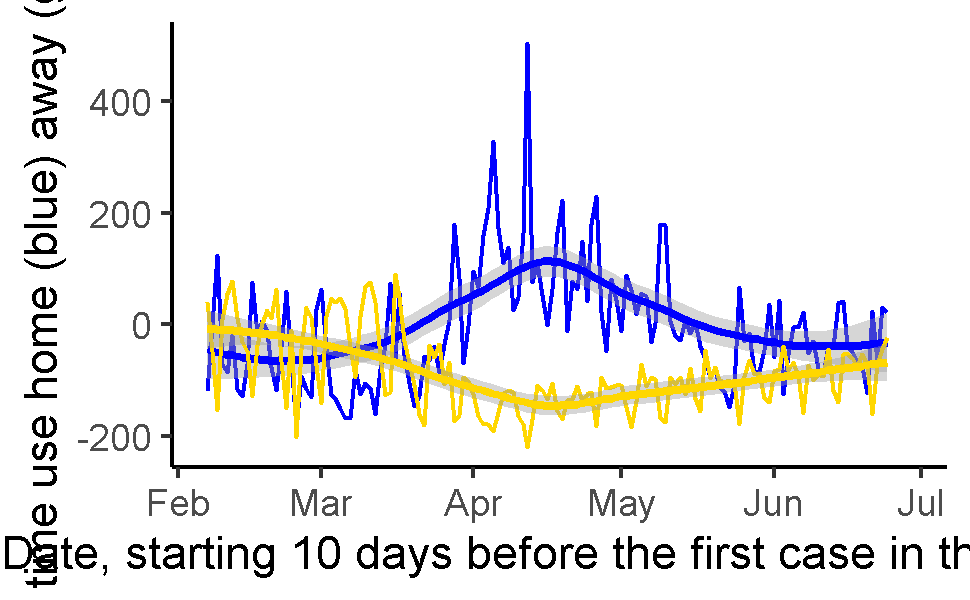 time use home (blue) away (
400
200
0
-200
Feb Mar Apr May Jun Jul
Date, starting 10 days before the first case in th